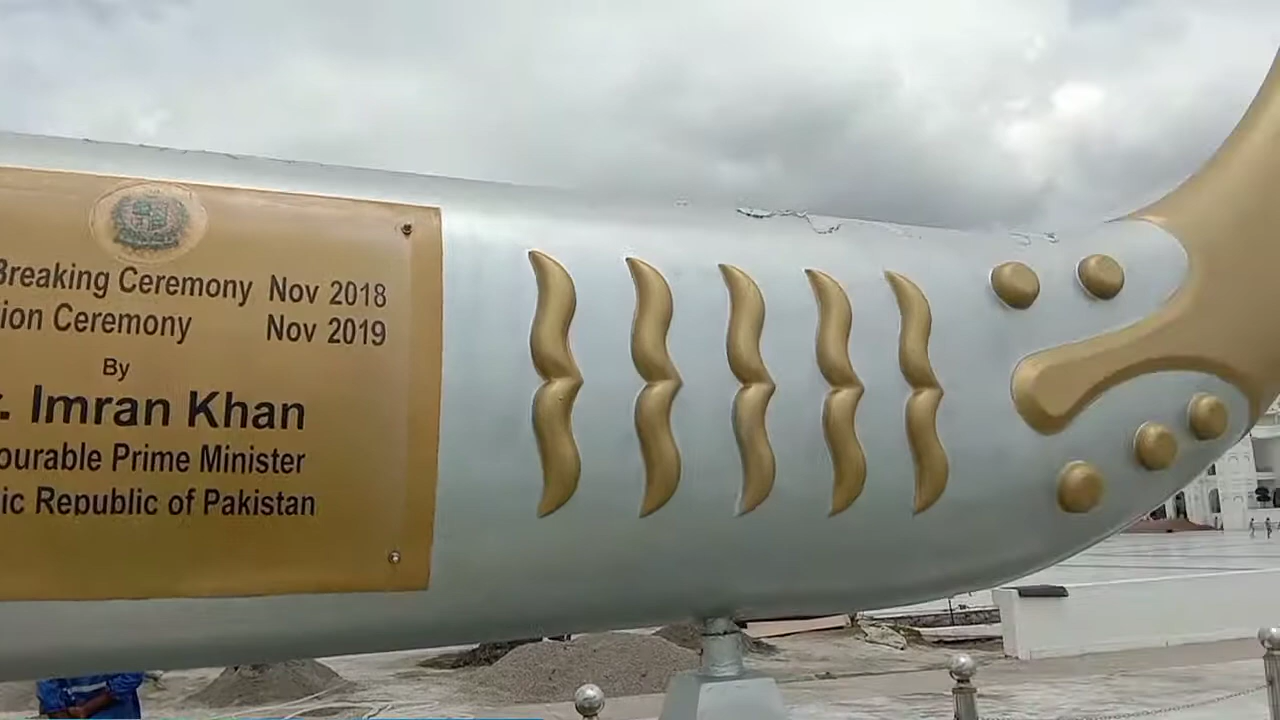 Breaking Ceremony Nov 2018
ion Ceremony Nov 2019
By
r. Imran Khan
ourable Prime Minister
ic Republic of Pakistan